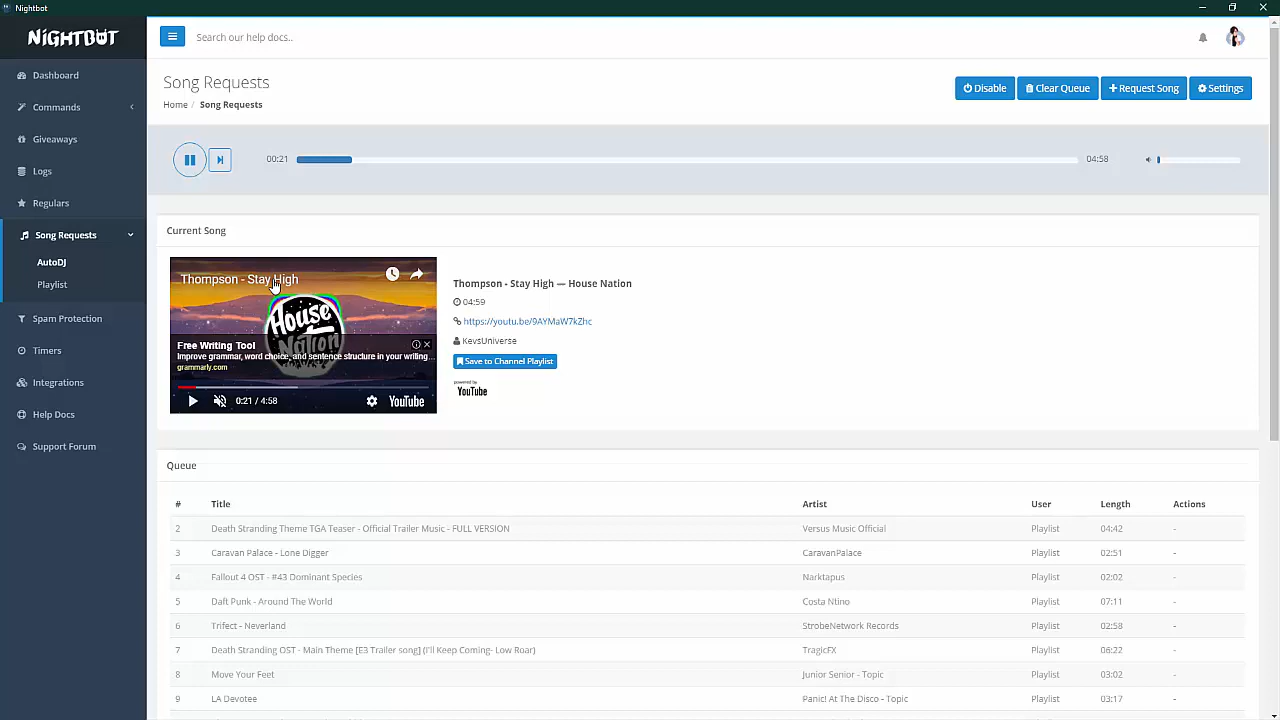 Nightbot
NIGHTBOT
Search our help docs..
Dashboard
Commands
Giveaways
Logs
Regulars
Song Requests
AutoDJ
Playlist
Spam Protection
Timers
Integrations
Help Docs
Support Forum
Song Requests
Home / Song Requests
Disable
Clear Queue
Request Song
Settings
00:21
04:58
Current Song
Thompson - Stay High
House Nation
Free Writing Tool
Improve grammar, word choice, and sentence structure in your writing...
grammarly.com
0:21 / 4:58
YouTube
Thompson - Stay High — House Nation
04:59
https://youtu.be/9AYMaW7kZhc
KevsUniverse
Save to Channel Playlist
powered by
YouTube
Queue
# Title Artist User Length Actions
2 Death Stranding Theme TGA Teaser - Official Trailer Music - FULL VERSION Versus Music Official Playlist 04:42 -
3 Caravan Palace - Lone Digger CaravanPalace Playlist 02:51 -
4 Fallout 4 OST - #43 Dominant Species Narktapus Playlist 02:02 -
5 Daft Punk - Around The World Costa Ntino Playlist 07:11 -
6 Trifect - Neverland StrobeNetwork Records Playlist 02:58 -
7 Death Stranding OST - Main Theme [E3 Trailer song] (I'll Keep Coming- Low Roar) TragicFX Playlist 06:22 -
8 Move Your Feet Junior Senior - Topic Playlist 03:02 -
9 LA Devotee Panic! At The Disco - Topic Playlist 03:17 -